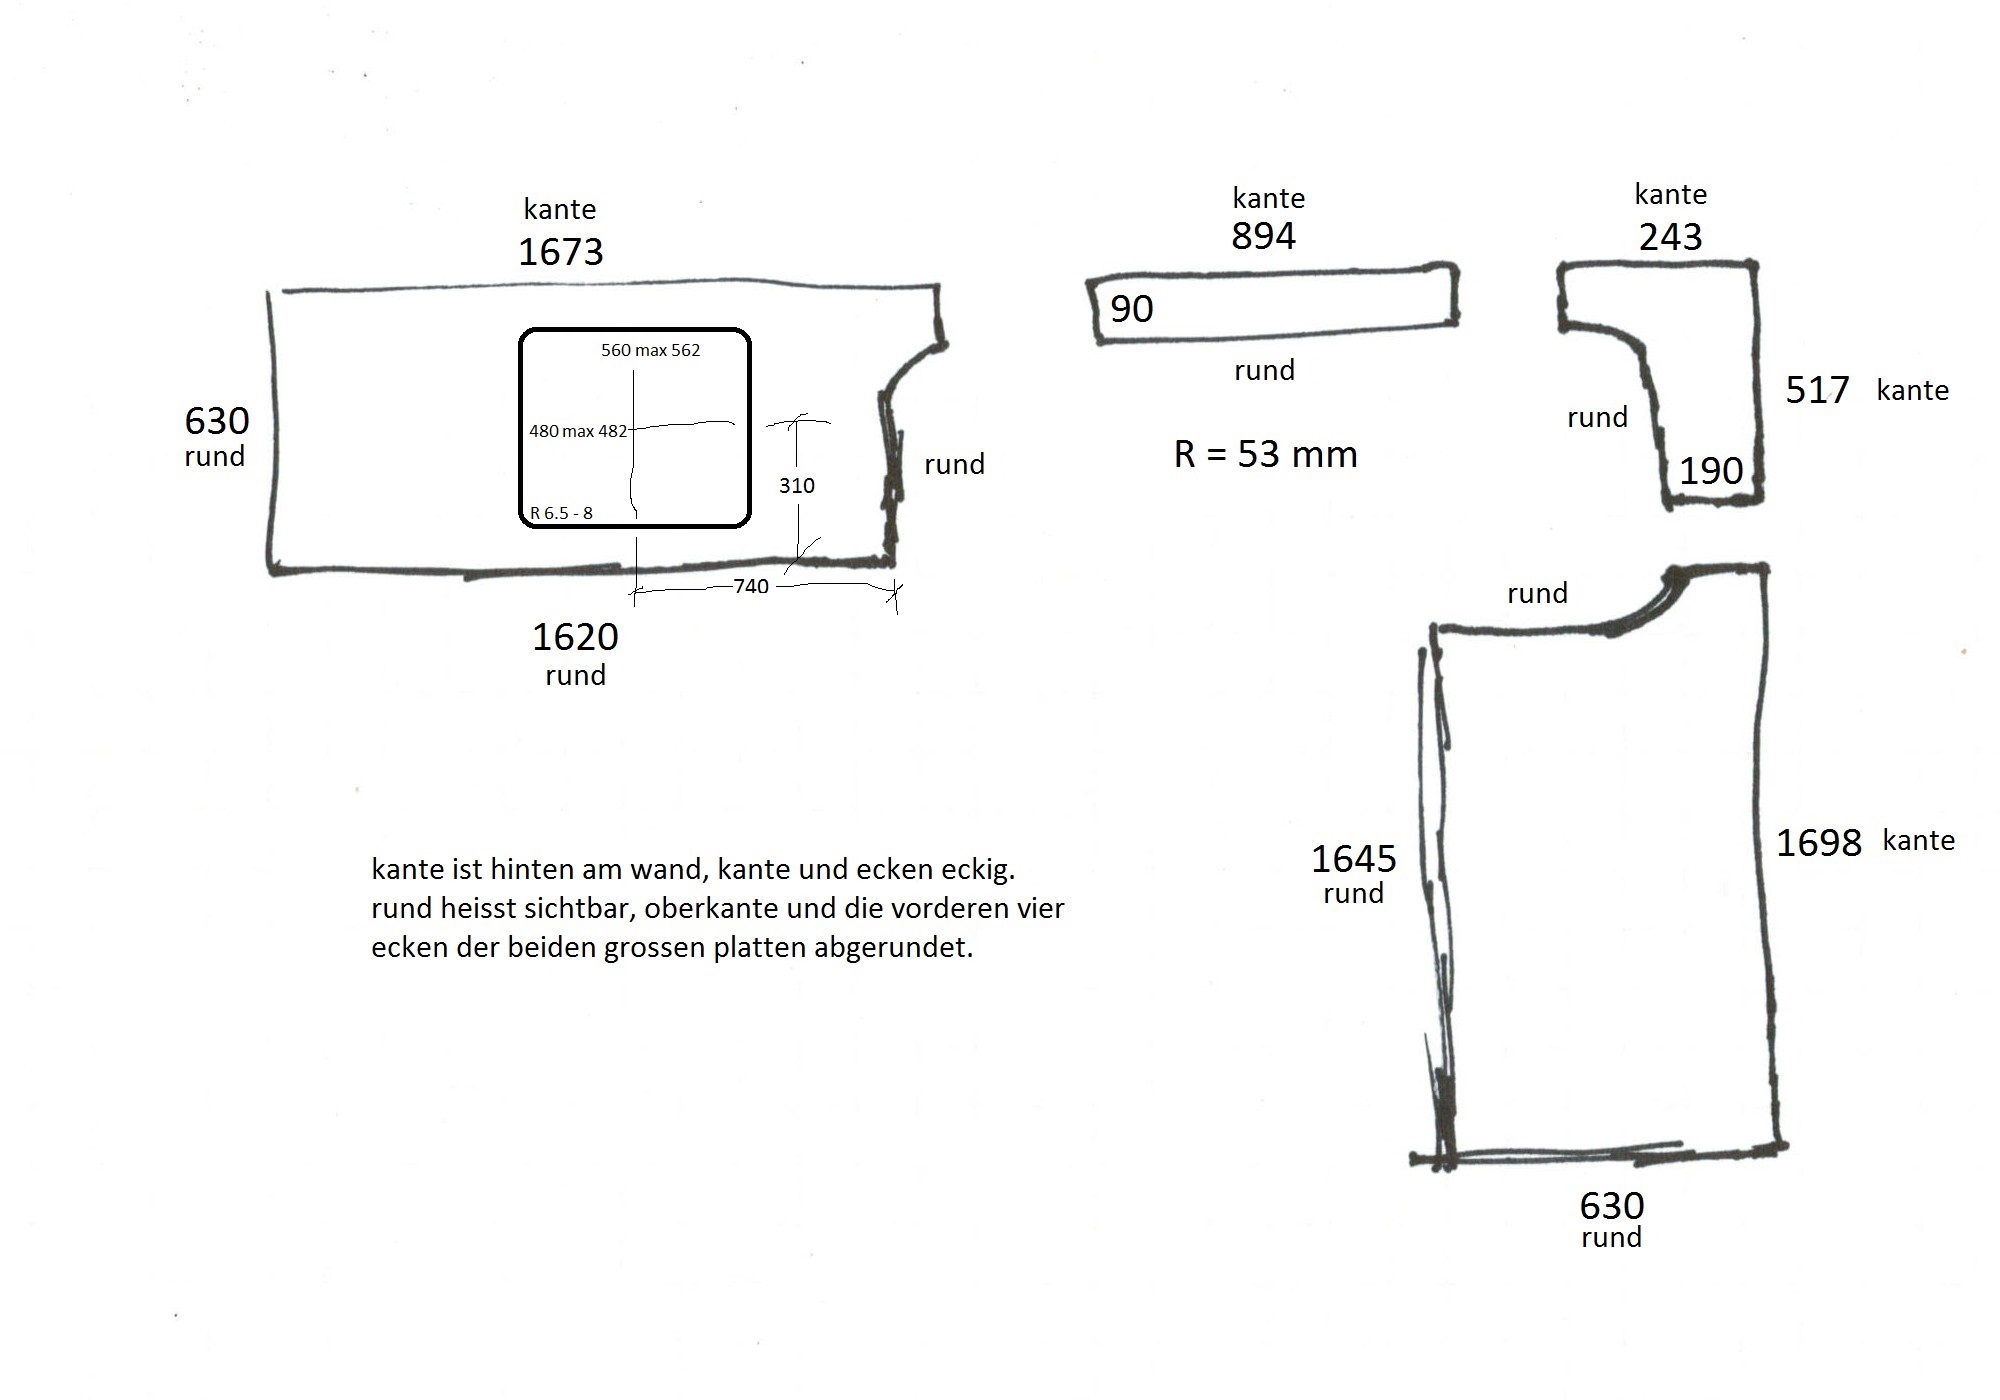 kante
1673
630
rund
560 max 562
480 max 482
R 6.5 - 8
310
740
rund
1620
rund
kante
894
90
rund
R = 53 mm
kante
243
517 kante
rund
190
rund
1645
rund
1698 kante
630
rund
kante ist hinten am wand, kante und ecken eckig.
rund heisst sichtbar, oberkante und die vorderen vier
ecken der beiden grossen platten abgerundet.